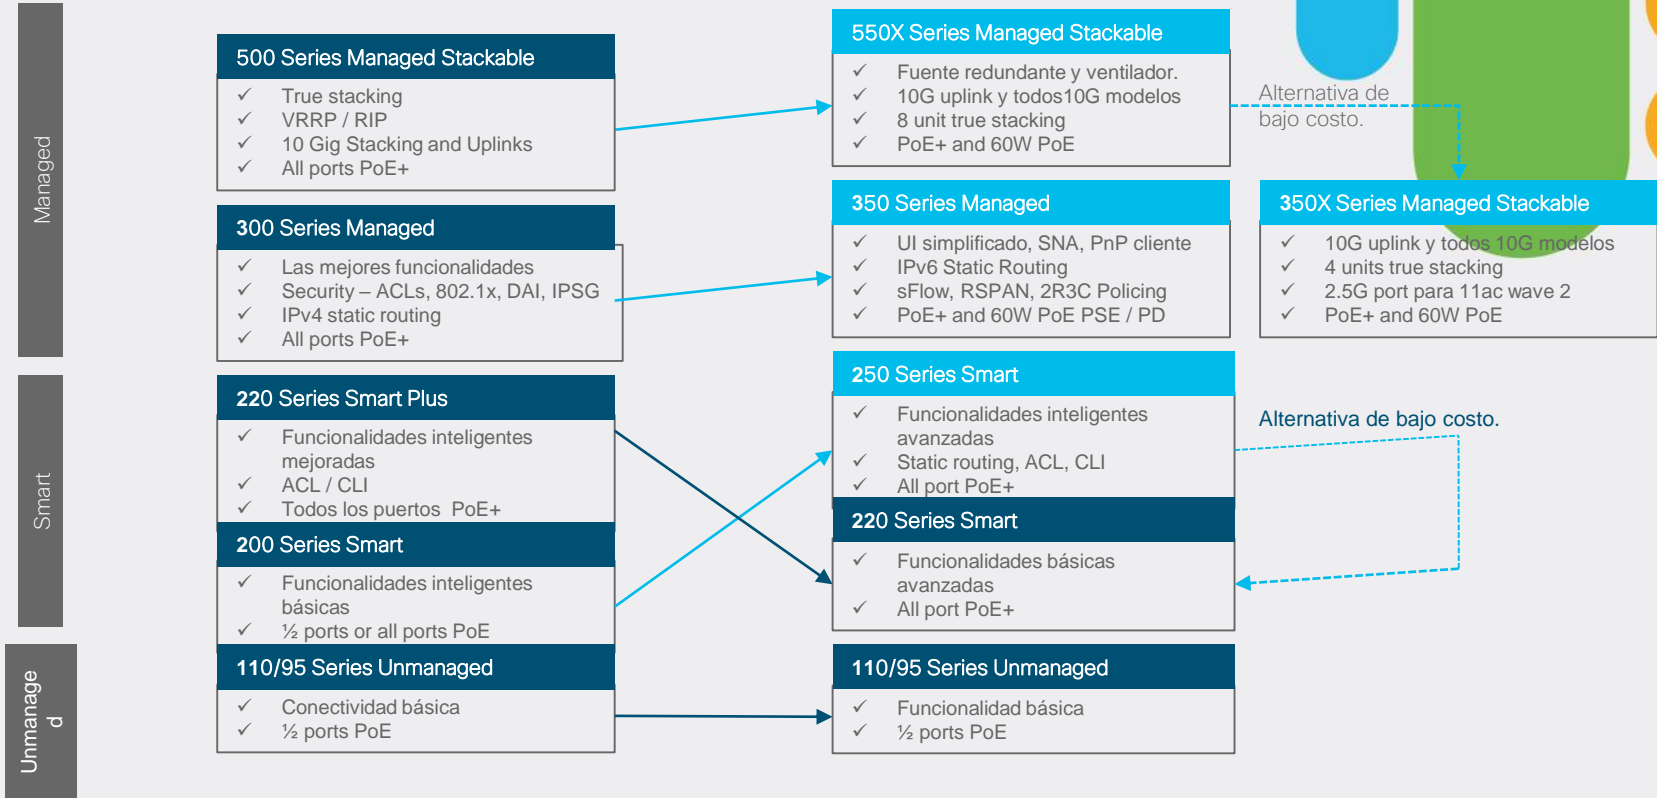 Managed
500 Series Managed Stackable
✓ True stacking
✓ VRRP / RIP
✓ 10 Gig Stacking and Uplinks
✓ All ports PoE+
550X Series Managed Stackable
✓ Fuente redundante y ventilador.
✓ 10G uplink y todos10G modelos
✓ 8 unit true stacking
✓ PoE+ and 60W PoE
Alternativa de
bajo costo.
300 Series Managed
✓ Las mejores funcionalidades
✓ Security – ACLs, 802.1x, DAI, IPSG
✓ IPv4 static routing
✓ All ports PoE+
350 Series Managed
✓ UI simplificado, SNA, PnP cliente
✓ IPv6 Static Routing
✓ sFlow, RSPAN, 2R3C Policing
✓ PoE+ and 60W PoE PSE / PD
350X Series Managed Stackable
✓ 10G uplink y todos 10G modelos
✓ 4 units true stacking
✓ 2.5G port para 11ac wave 2
✓ PoE+ and 60W PoE
Smart
220 Series Smart Plus
✓ Funcionalidades inteligentes
mejoradas
✓ ACL / CLI
✓ Todos los puertos PoE+
200 Series Smart
✓ Funcionalidades inteligentes
básicas
✓ ½ ports or all ports PoE
250 Series Smart
✓ Funcionalidades inteligentes
avanzadas
✓ Static routing, ACL, CLI
✓ All port PoE+
Alternativa de bajo costo.
220 Series Smart
✓ Funcionalidades básicas
avanzadas
✓ All port PoE+
Unmanage
d
110/95 Series Unmanaged
✓ Conectividad básica
✓ ½ ports PoE
110/95 Series Unmanaged
✓ Funcionalidad básica
✓ ½ ports PoE